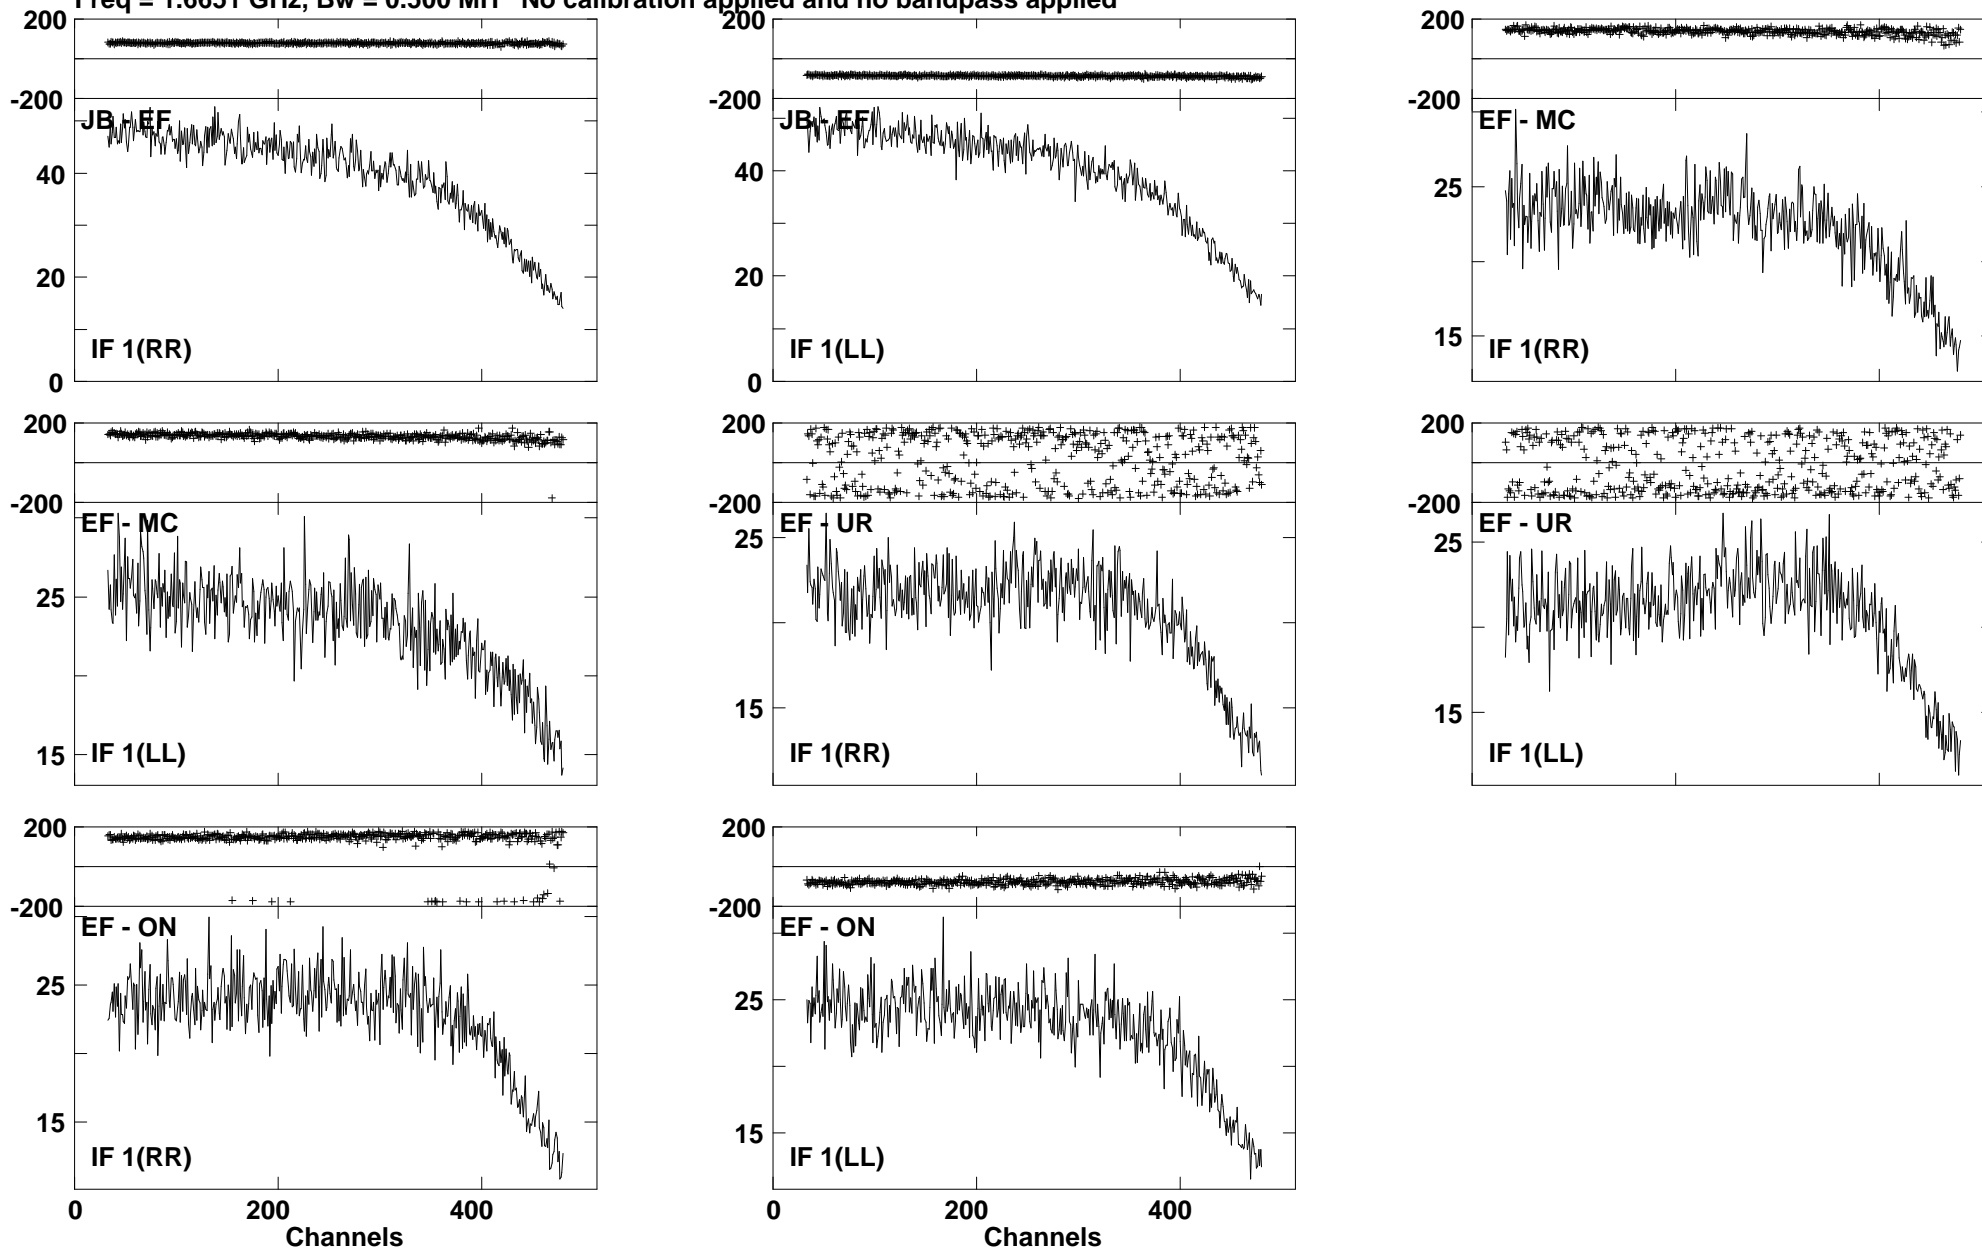 Freq = 1.6651 GHz, Bw = 0.500 MH No calibration applied and no bandpass applied
200
-200
JB - EF
40
20
0
IF 1(RR)
JB - EF
200
-200
40
20
0
IF 1(LL)
200
-200
EF - MC
25
15
IF 1(RR)
200
-200
EF - MC
25
15
IF 1(LL)
200
-200
EF - UR
25
15
IF 1(RR)
200
-200
EF - UR
25
15
IF 1(LL)
200
-200
EF - ON
25
15
IF 1(RR)
0 200 400
Channels
200
-200
EF - ON
25
15
IF 1(LL)
0 200 400
Channels